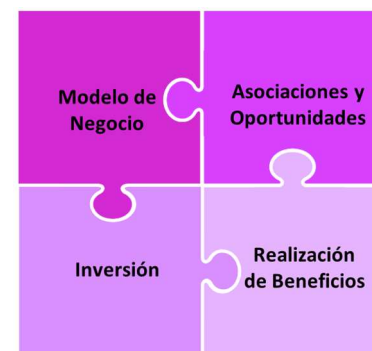 Modelo de
Negocio
Asociaciones y
Oportunidades
Inversión
Realización
de Beneficios